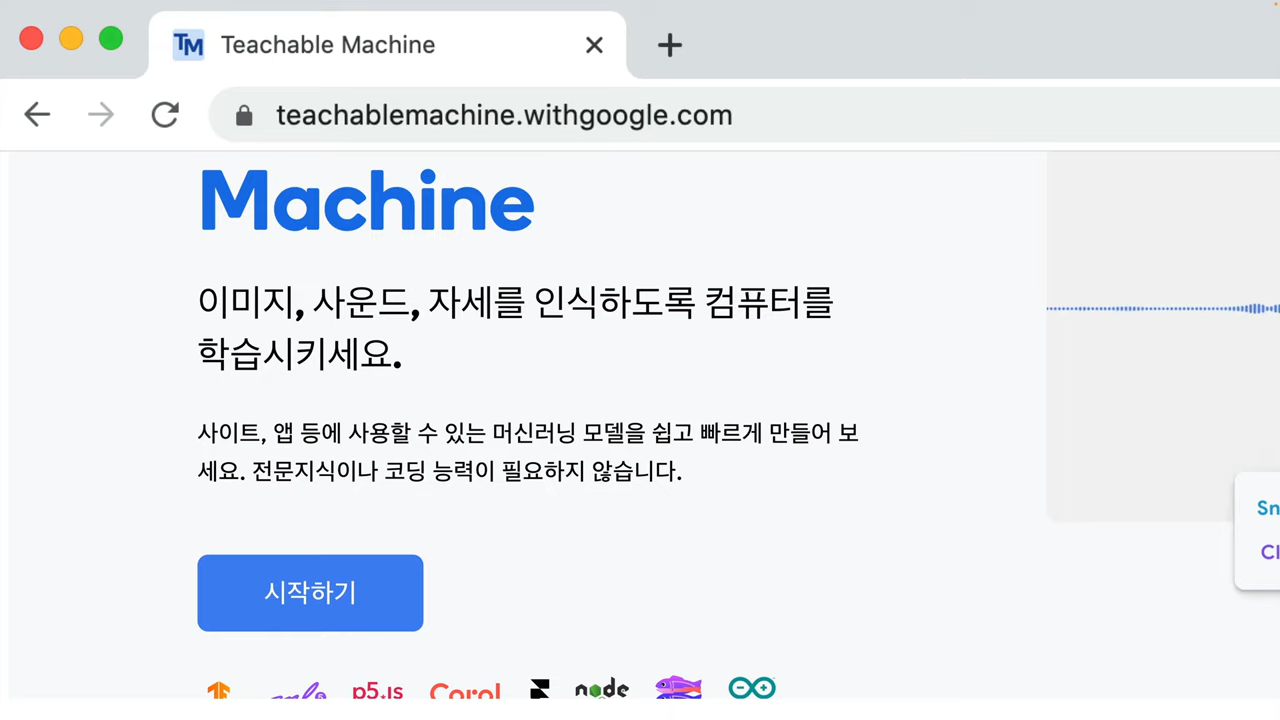 TM Teachable Machine
teachablemachine.withgoogle.com
Machine
이미지, 사운드, 자세를 인식하도록 컴퓨터를
학습시키세요.
사이트, 앱 등에 사용할 수 있는 머신러닝 모델을 쉽고 빠르게 만들어 보
세요. 전문지식이나 코딩 능력이 필요하지 않습니다.
Sn
Cl
시작하기
p5.js Coral node